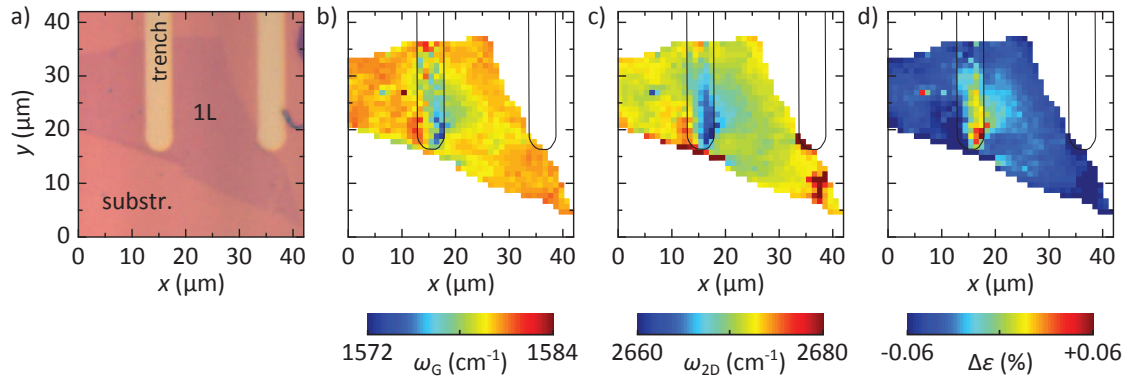 a)
40
30
20
10
0
y (μm)
trench
1L
substr.
0 10 20 30 40
x (μm)
b)
0 10 20 30 40
x (μm)
1572 ωG (cm⁻¹) 1584
c)
0 10 20 30 40
x (μm)
2660 ω2D (cm⁻¹) 2680
d)
0 10 20 30 40
x (μm)
-0.06 Δε (%) +0.06